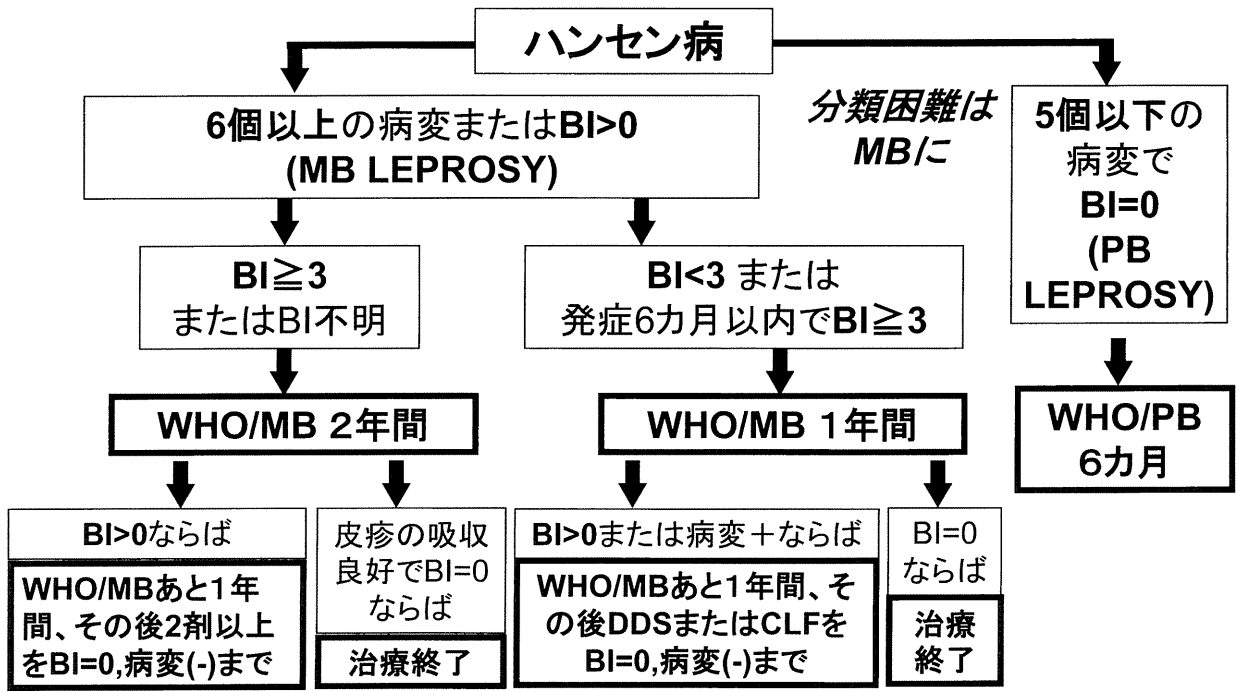 ハンセン病
6個以上の病変またはBI>0
(MB LEPROSY)
分類困難は
MBに
5個以下の
病変で
BI=0
(PB
LEPROSY)
BI≧3
またはBI不明
BI<3 または
発症6カ月以内でBI≧3
WHO/MB 2年間
WHO/MB 1年間
WHO/PB
6カ月
BI>0ならば
WHO/MBあと1年
間、その後2剤以上
をBI=0,病変(-)まで
皮疹の吸収
良好でBI=0
ならば
治療終了
BI>0または病変＋ならば
WHO/MBあと1年間、そ
の後DDSまたはCLFを
BI=0,病変(-)まで
BI=0
ならば
治療
終了